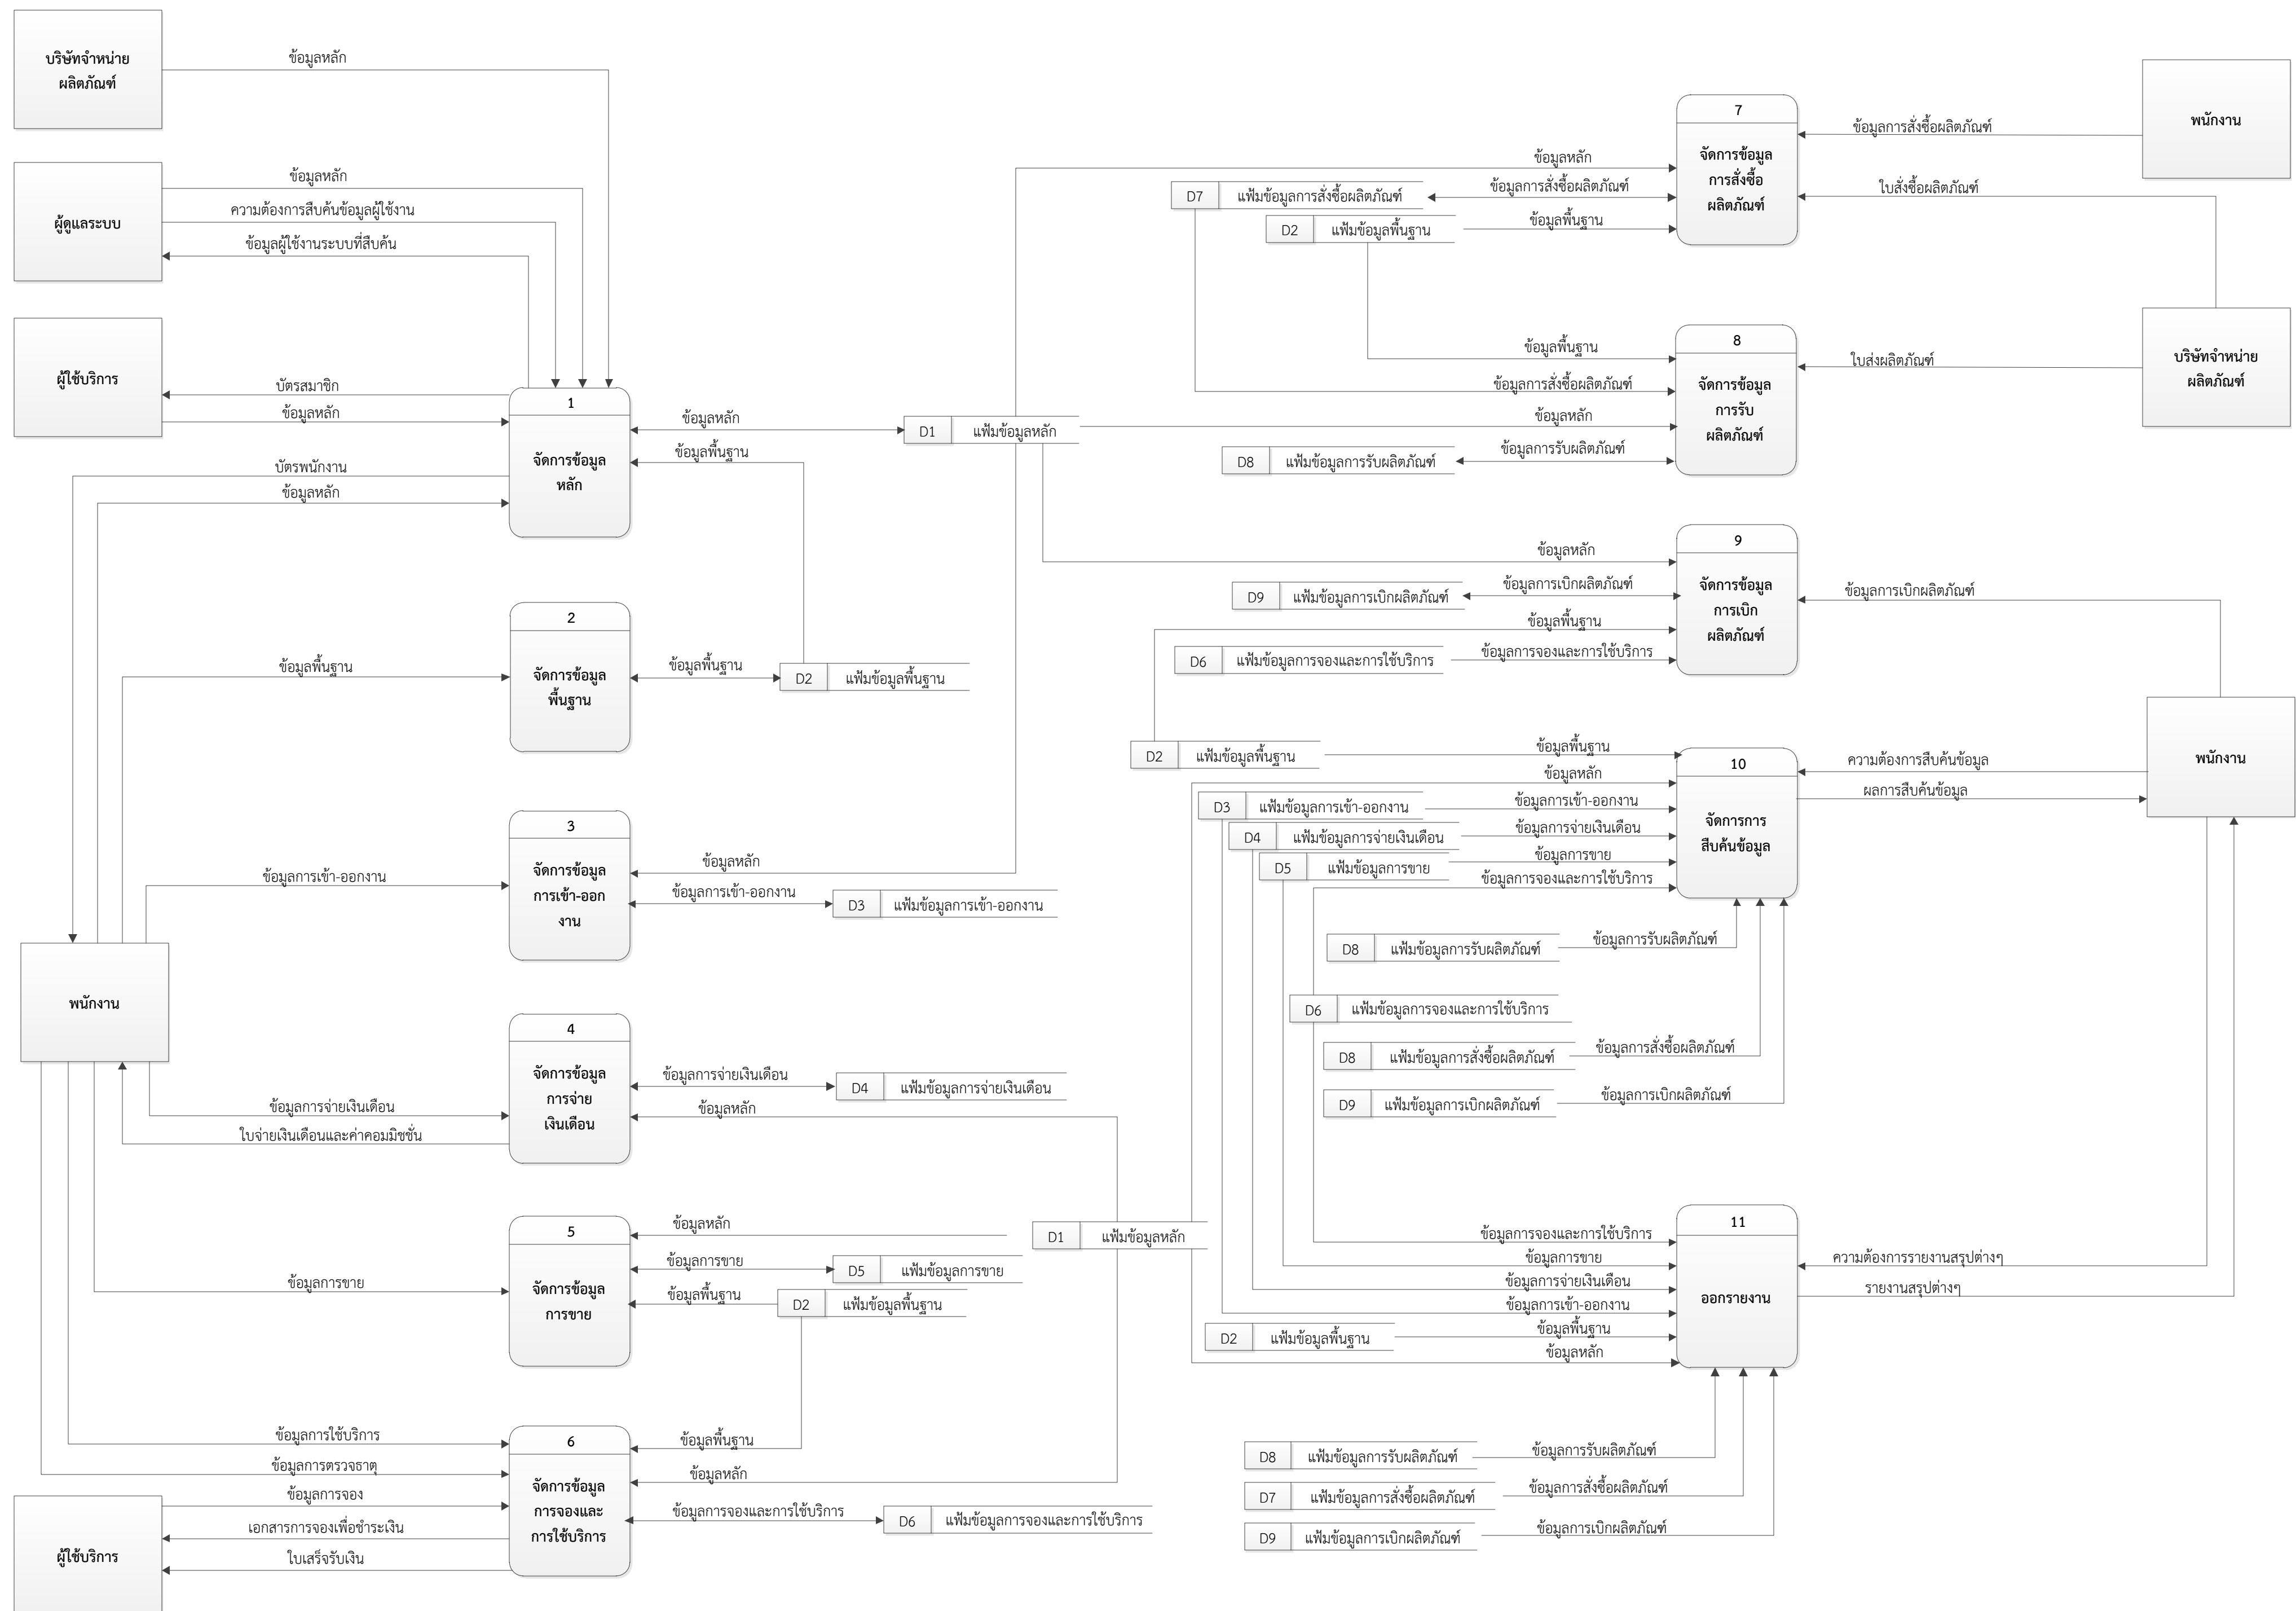 บริษัทจำหน่าย
ผลิตภัณฑ์
ข้อมูลหลัก
ผู้ดูแลระบบ
ข้อมูลหลัก
ความต้องการสืบค้นข้อมูลผู้ใช้งาน
ข้อมูลผู้ใช้งานระบบที่สืบค้น
ผู้ใช้บริการ
บัตรสมาชิก
ข้อมูลหลัก
บัตรพนักงาน
ข้อมูลหลัก
1
จัดการข้อมูล
หลัก
ข้อมูลหลัก
D1 แฟ้มข้อมูลหลัก
ข้อมูลพื้นฐาน
2
จัดการข้อมูล
พื้นฐาน
ข้อมูลพื้นฐาน
ข้อมูลพื้นฐาน
D2 แฟ้มข้อมูลพื้นฐาน
3
จัดการข้อมูล
การเข้า-ออก
งาน
ข้อมูลการเข้า-ออกงาน
ข้อมูลหลัก
ข้อมูลการเข้า-ออกงาน
D3 แฟ้มข้อมูลการเข้า-ออกงาน
พนักงาน
4
จัดการข้อมูล
การจ่าย
เงินเดือน
ข้อมูลการจ่ายเงินเดือน
ใบจ่ายเงินเดือนและค่าคอมมิชชั่น
ข้อมูลการจ่ายเงินเดือน
D4 แฟ้มข้อมูลการจ่ายเงินเดือน
ข้อมูลหลัก
5
จัดการข้อมูล
การขาย
ข้อมูลการขาย
ข้อมูลหลัก
D1 แฟ้มข้อมูลหลัก
ข้อมูลการขาย
D5 แฟ้มข้อมูลการขาย
ข้อมูลพื้นฐาน
D2 แฟ้มข้อมูลพื้นฐาน
6
จัดการข้อมูล
การจองและ
การใช้บริการ
ข้อมูลการใช้บริการ
ข้อมูลการตรวจธาตุ
ข้อมูลการจอง
เอกสารการจองเพื่อชำระเงิน
ใบเสร็จรับเงิน
ผู้ใช้บริการ
ข้อมูลพื้นฐาน
ข้อมูลหลัก
ข้อมูลการจองและการใช้บริการ
D6 แฟ้มข้อมูลการจองและการใช้บริการ
7
จัดการข้อมูล
การสั่งซื้อ
ผลิตภัณฑ์
ข้อมูลหลัก
D7 แฟ้มข้อมูลการสั่งซื้อผลิตภัณฑ์
ข้อมูลการสั่งซื้อผลิตภัณฑ์
D2 แฟ้มข้อมูลพื้นฐาน
ข้อมูลพื้นฐาน
ข้อมูลการสั่งซื้อผลิตภัณฑ์
พนักงาน
ใบสั่งซื้อผลิตภัณฑ์
8
จัดการข้อมูล
การรับ
ผลิตภัณฑ์
ข้อมูลพื้นฐาน
ข้อมูลการสั่งซื้อผลิตภัณฑ์
ข้อมูลหลัก
D8 แฟ้มข้อมูลการรับผลิตภัณฑ์
ข้อมูลการรับผลิตภัณฑ์
ใบส่งผลิตภัณฑ์
บริษัทจำหน่าย
ผลิตภัณฑ์
9
จัดการข้อมูล
การเบิก
ผลิตภัณฑ์
ข้อมูลหลัก
D9 แฟ้มข้อมูลการเบิกผลิตภัณฑ์
ข้อมูลการเบิกผลิตภัณฑ์
ข้อมูลพื้นฐาน
D6 แฟ้มข้อมูลการจองและการใช้บริการ
ข้อมูลการจองและการใช้บริการ
ข้อมูลการเบิกผลิตภัณฑ์
พนักงาน
10
จัดการการ
สืบค้นข้อมูล
D2 แฟ้มข้อมูลพื้นฐาน
ข้อมูลพื้นฐาน
ข้อมูลหลัก
D3 แฟ้มข้อมูลการเข้า-ออกงาน
ข้อมูลการเข้า-ออกงาน
D4 แฟ้มข้อมูลการจ่ายเงินเดือน
ข้อมูลการจ่ายเงินเดือน
D5 แฟ้มข้อมูลการขาย
ข้อมูลการขาย
ข้อมูลการจองและการใช้บริการ
ความต้องการสืบค้นข้อมูล
ผลการสืบค้นข้อมูล
D8 แฟ้มข้อมูลการรับผลิตภัณฑ์
ข้อมูลการรับผลิตภัณฑ์
D6 แฟ้มข้อมูลการจองและการใช้บริการ
D8 แฟ้มข้อมูลการสั่งซื้อผลิตภัณฑ์
ข้อมูลการสั่งซื้อผลิตภัณฑ์
D9 แฟ้มข้อมูลการเบิกผลิตภัณฑ์
ข้อมูลการเบิกผลิตภัณฑ์
11
ออกรายงาน
ข้อมูลการจองและการใช้บริการ
ข้อมูลการขาย
ข้อมูลการจ่ายเงินเดือน
ข้อมูลการเข้า-ออกงาน
D2 แฟ้มข้อมูลพื้นฐาน
ข้อมูลพื้นฐาน
ข้อมูลหลัก
ความต้องการรายงานสรุปต่างๆ
รายงานสรุปต่างๆ
D8 แฟ้มข้อมูลการรับผลิตภัณฑ์
ข้อมูลการรับผลิตภัณฑ์
D7 แฟ้มข้อมูลการสั่งซื้อผลิตภัณฑ์
ข้อมูลการสั่งซื้อผลิตภัณฑ์
D9 แฟ้มข้อมูลการเบิกผลิตภัณฑ์
ข้อมูลการเบิกผลิตภัณฑ์